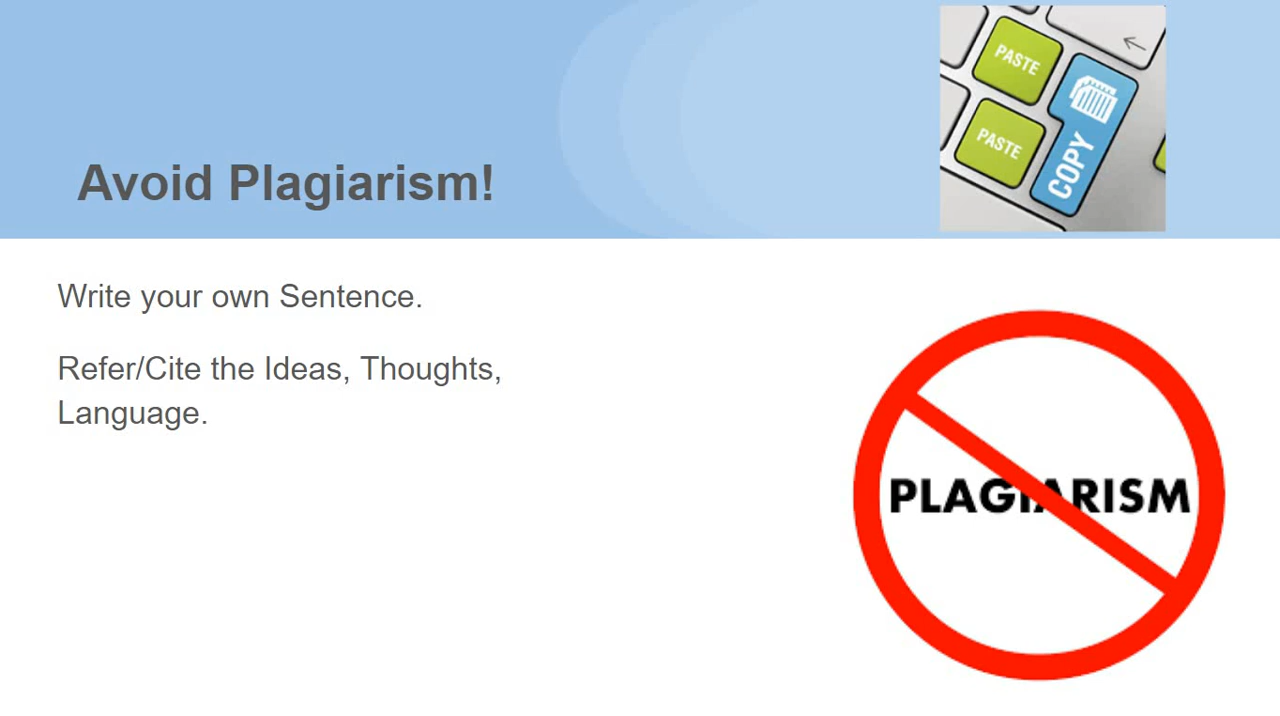 PASTE
PASTE
COPY
Avoid Plagiarism!
Write your own Sentence.
Refer/Cite the Ideas, Thoughts,
Language.
PLAGIARISM